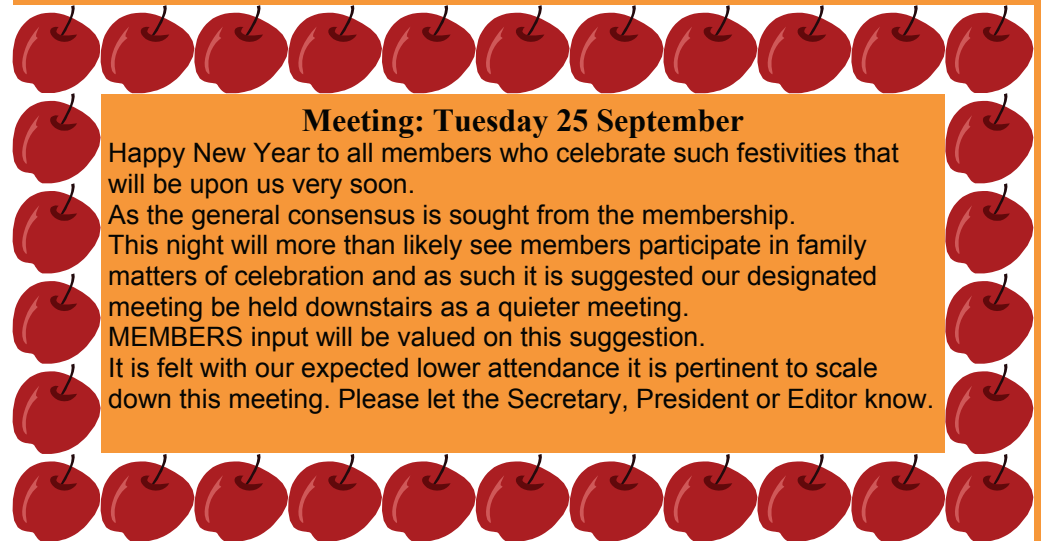 Meeting: Tuesday 25 September
Happy New Year to all members who celebrate such festivities that
will be upon us very soon.
As the general consensus is sought from the membership.
This night will more than likely see members participate in family
matters of celebration and as such it is suggested our designated
meeting be held downstairs as a quieter meeting.
MEMBERS input will be valued on this suggestion.
It is felt with our expected lower attendance it is pertinent to scale
down this meeting. Please let the Secretary, President or Editor know.